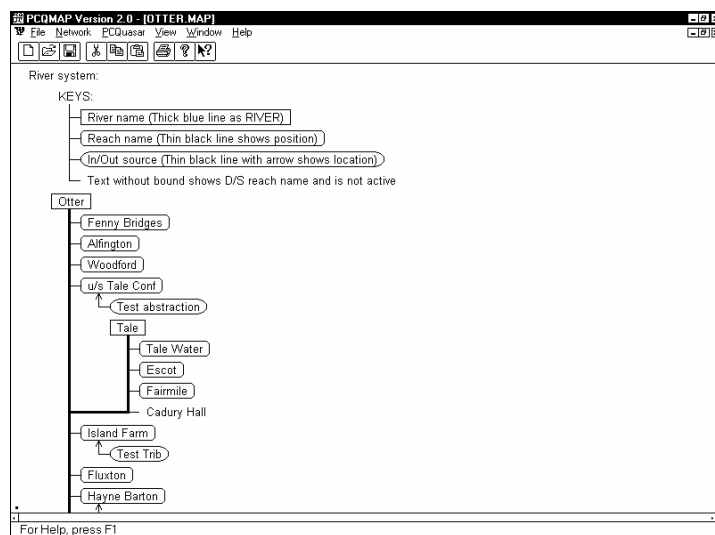 PCQMAP Version 2.0 - [OTTER.MAP]
File Network PCQuasar View Window Help
River system:
KEYS:
River name (Thick blue line as RIVER)
Reach name (Thin black line shows position)
In/Out source (Thin black line with arrow shows location)
Text without bound shows D/S reach name and is not active
Otter
Fenny Bridges
Alfington
Woodford
u/s Tale Conf
Test abstraction
Tale
Tale Water
Escot
Fairmile
Cadury Hall
Island Farm
Test Trib
Fluxton
Hayne Barton
For Help, press F1